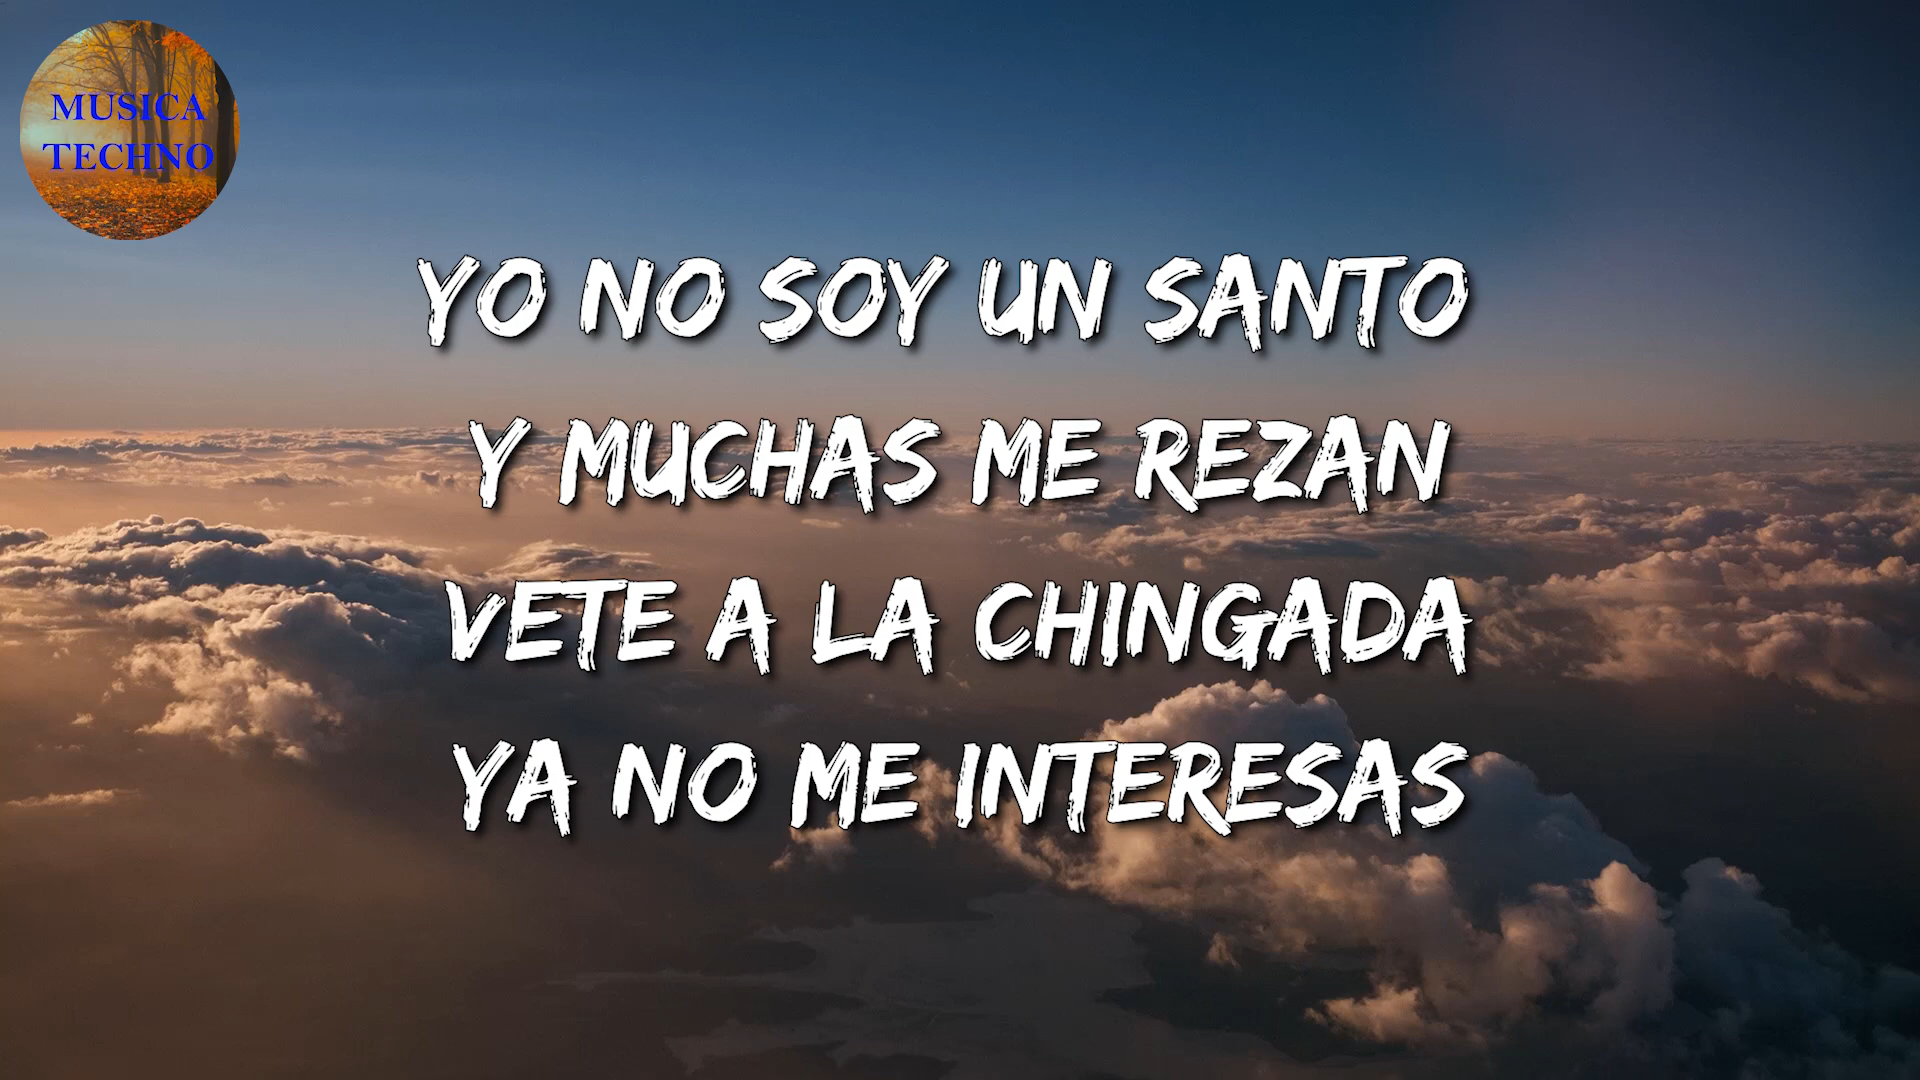 MUSICA
TECHNO
YO NO SOY UN SANTO
Y MUCHAS ME REZAN
VETE A LA CHINGADA
YA NO ME INTERESAS